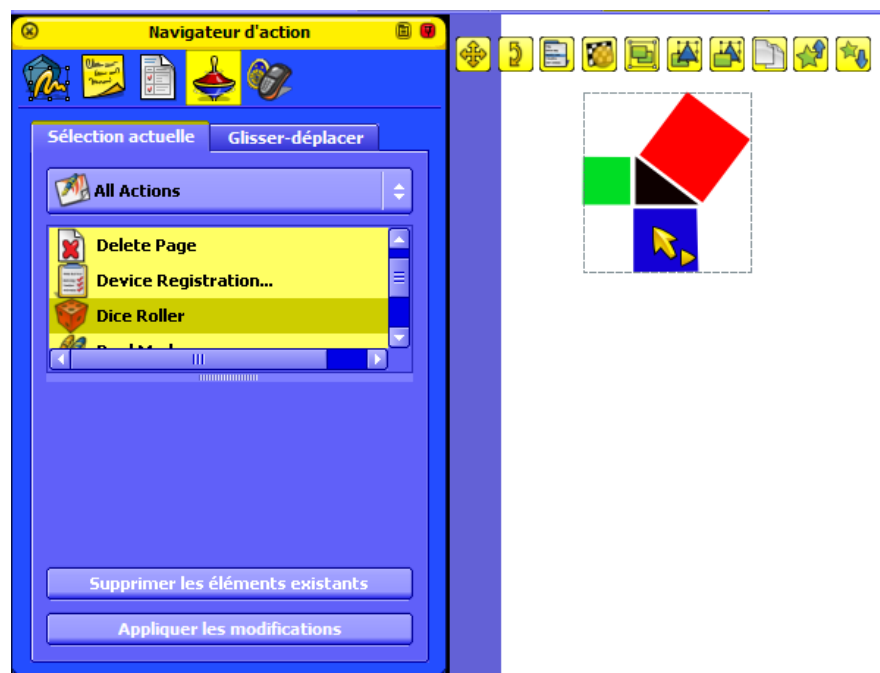 Navigateur d'action
Sélection actuelle
Glisser-déplacer
All Actions
Delete Page
Device Registration...
Dice Roller
Supprimer les éléments existants
Appliquer les modifications